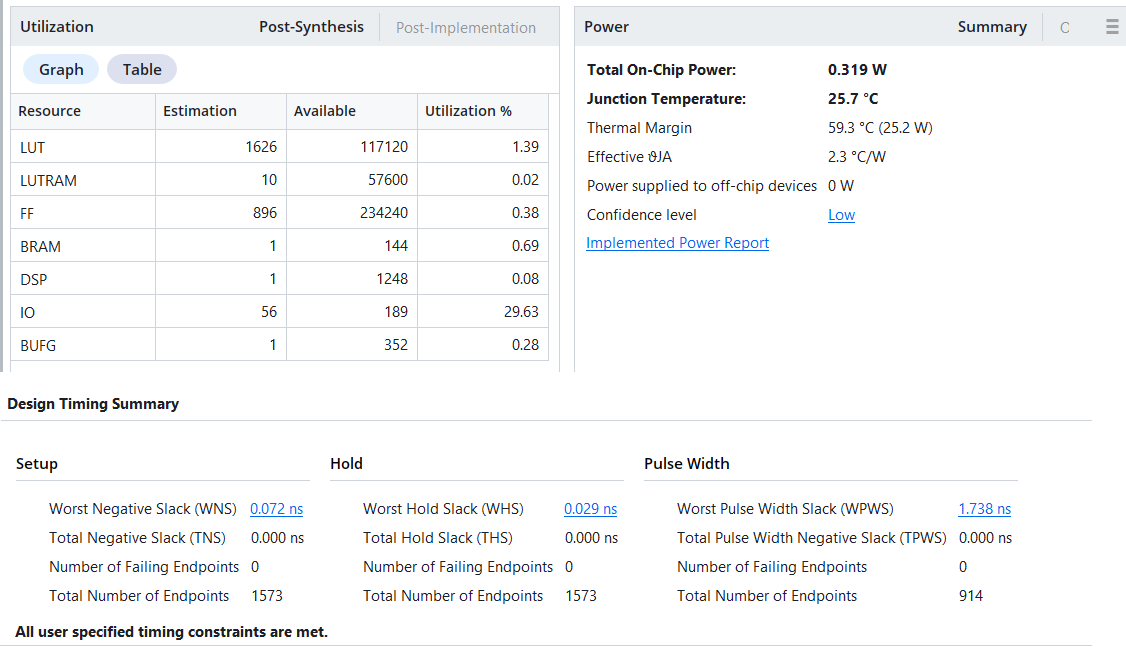 Utilization Post-Synthesis Post-Implementation
Graph Table
Resource Estimation Available Utilization %
LUT 1626 117120 1.39
LUTRAM 10 57600 0.02
FF 896 234240 0.38
BRAM 1 144 0.69
DSP 1 1248 0.08
IO 56 189 29.63
BUFG 1 352 0.28
Power Summary
Total On-Chip Power: 0.319 W
Junction Temperature: 25.7 °C
Thermal Margin 59.3 °C (25.2 W)
Effective ϑJA 2.3 °C/W
Power supplied to off-chip devices 0 W
Confidence level Low
Implemented Power Report
Design Timing Summary
Setup
Worst Negative Slack (WNS) 0.072 ns
Total Negative Slack (TNS) 0.000 ns
Number of Failing Endpoints 0
Total Number of Endpoints 1573
Hold
Worst Hold Slack (WHS) 0.029 ns
Total Hold Slack (THS) 0.000 ns
Number of Failing Endpoints 0
Total Number of Endpoints 1573
Pulse Width
Worst Pulse Width Slack (WPWS) 1.738 ns
Total Pulse Width Negative Slack (TPWS) 0.000 ns
Number of Failing Endpoints 0
Total Number of Endpoints 914
All user specified timing constraints are met.